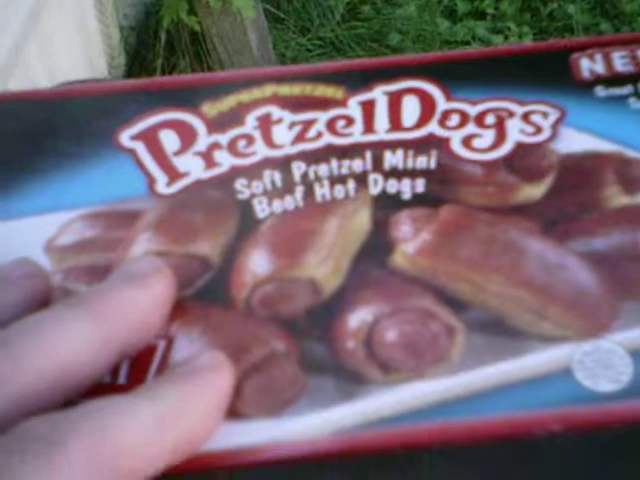 SUPERPRETZEL
PretzelDogs
Soft Pretzel Mini
Beef Hot Dogs
NE